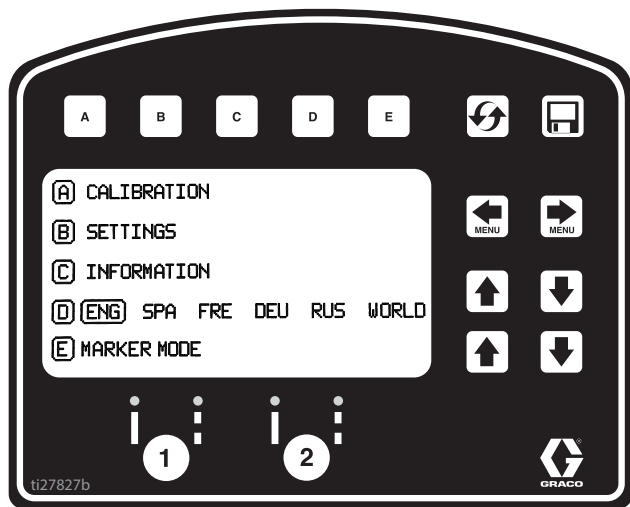 A B C D E
MENU MENU
A CALIBRATION
B SETTINGS
C INFORMATION
D ENG SPA FRE DEU RUS WORLD
E MARKER MODE
1 2
ti27827b
GRACO ®